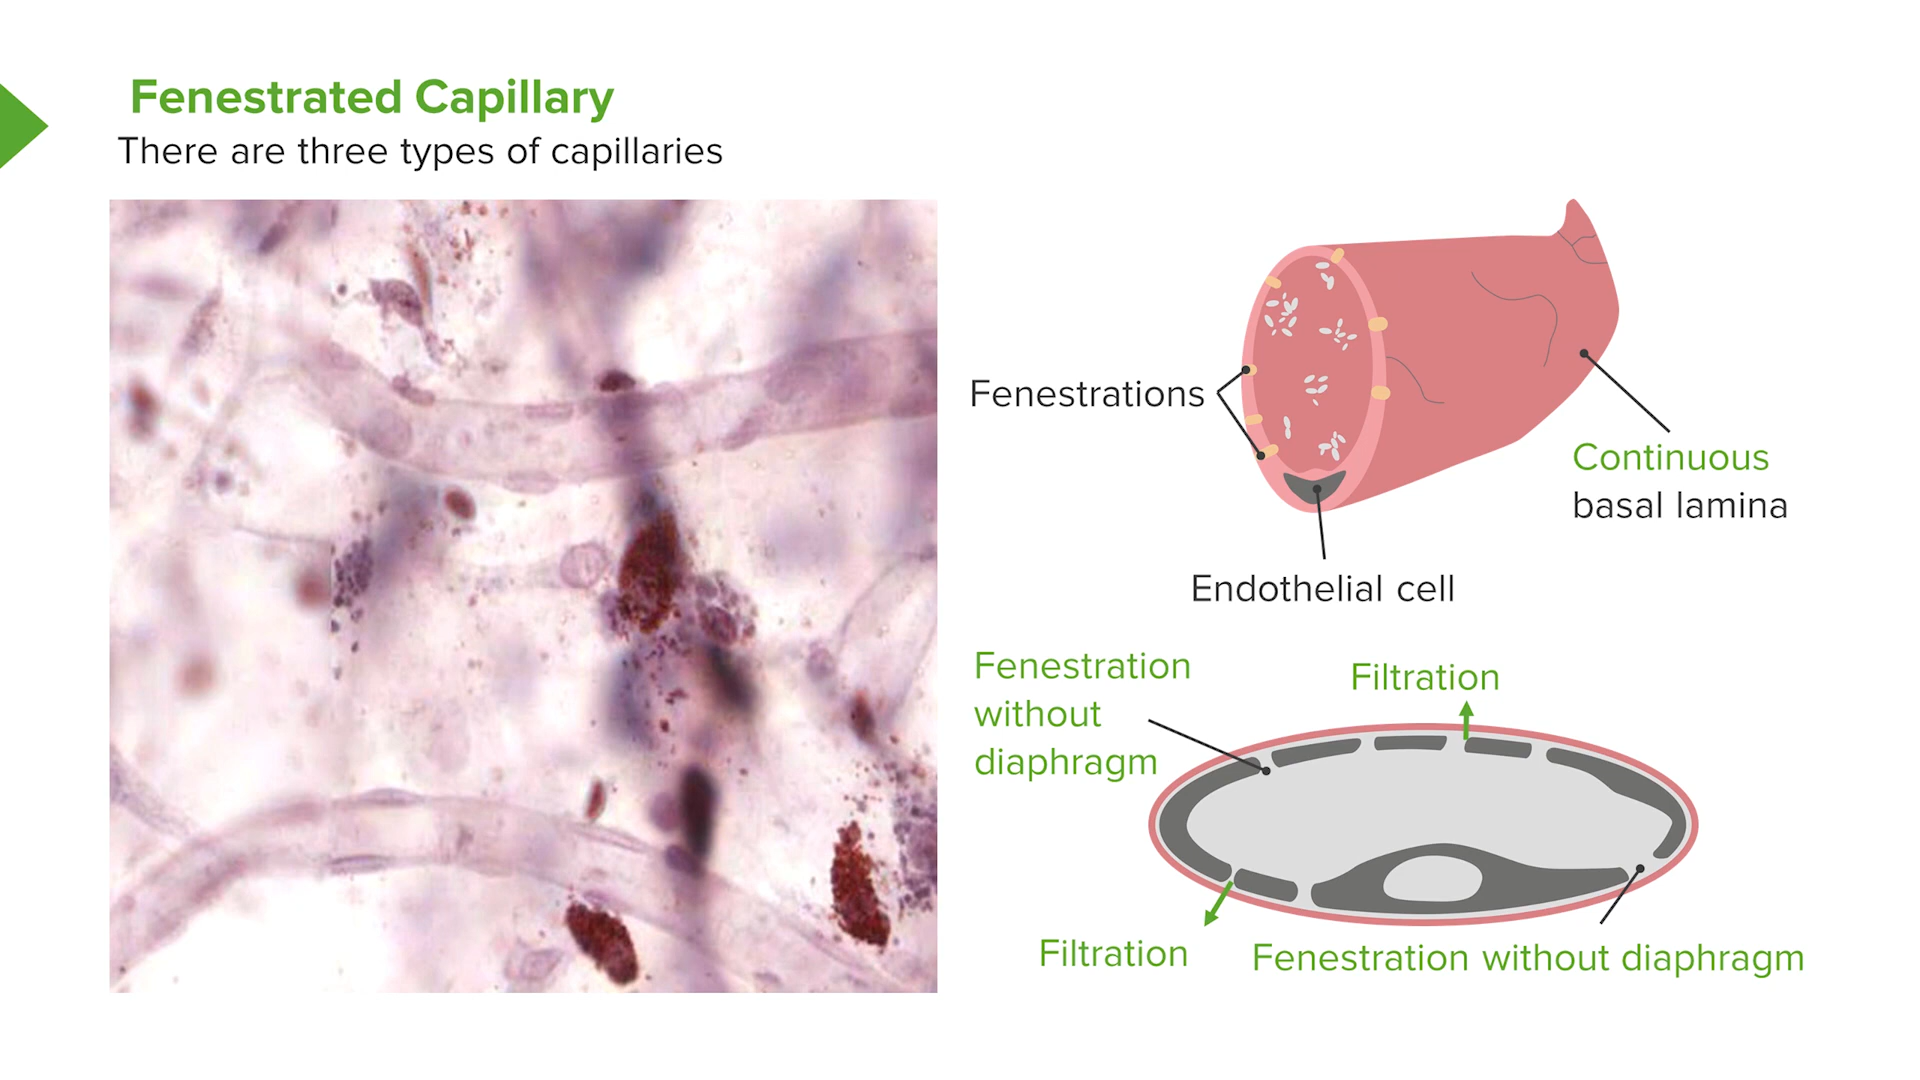 Fenestrated Capillary
There are three types of capillaries
Fenestrations
Continuous
basal lamina
Endothelial cell
Fenestration
without
diaphragm
Filtration
Filtration
Fenestration without diaphragm